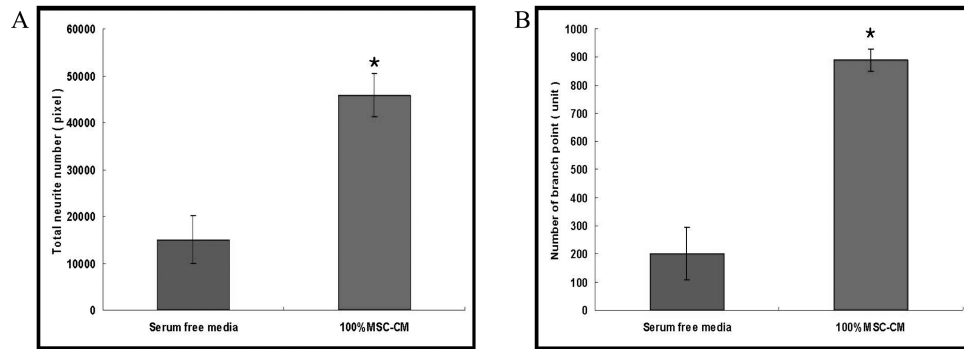 A
Total neurite number ( pixel )
60000
50000
40000
30000
20000
10000
0
*
Serum free media
100%MSC-CM
B
Number of branch point ( unit )
1000
900
800
700
600
500
400
300
200
100
0
*
Serum free media
100%MSC-CM